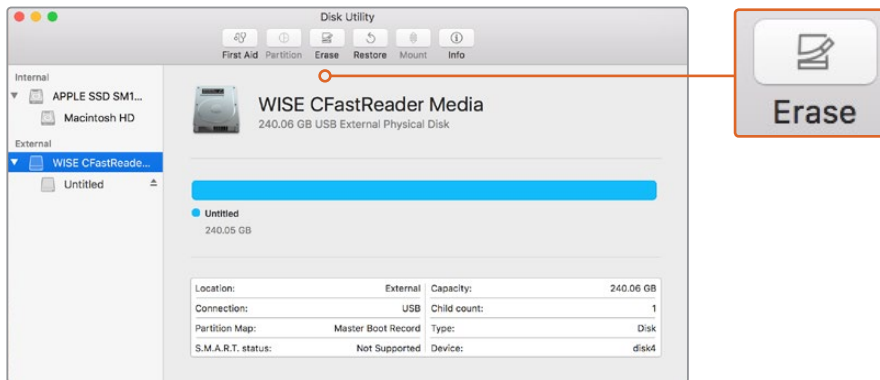 Disk Utility
First Aid Partition Erase Restore Mount Info
Erase
Internal
APPLE SSD SM1...
Macintosh HD
External
WISE CFastReade...
Untitled
WISE CFastReader Media
240.06 GB USB External Physical Disk
Untitled
240.05 GB
Location: External Capacity: 240.06 GB
Connection: USB Child count: 1
Partition Map: Master Boot Record Type: Disk
S.M.A.R.T. status: Not Supported Device: disk4